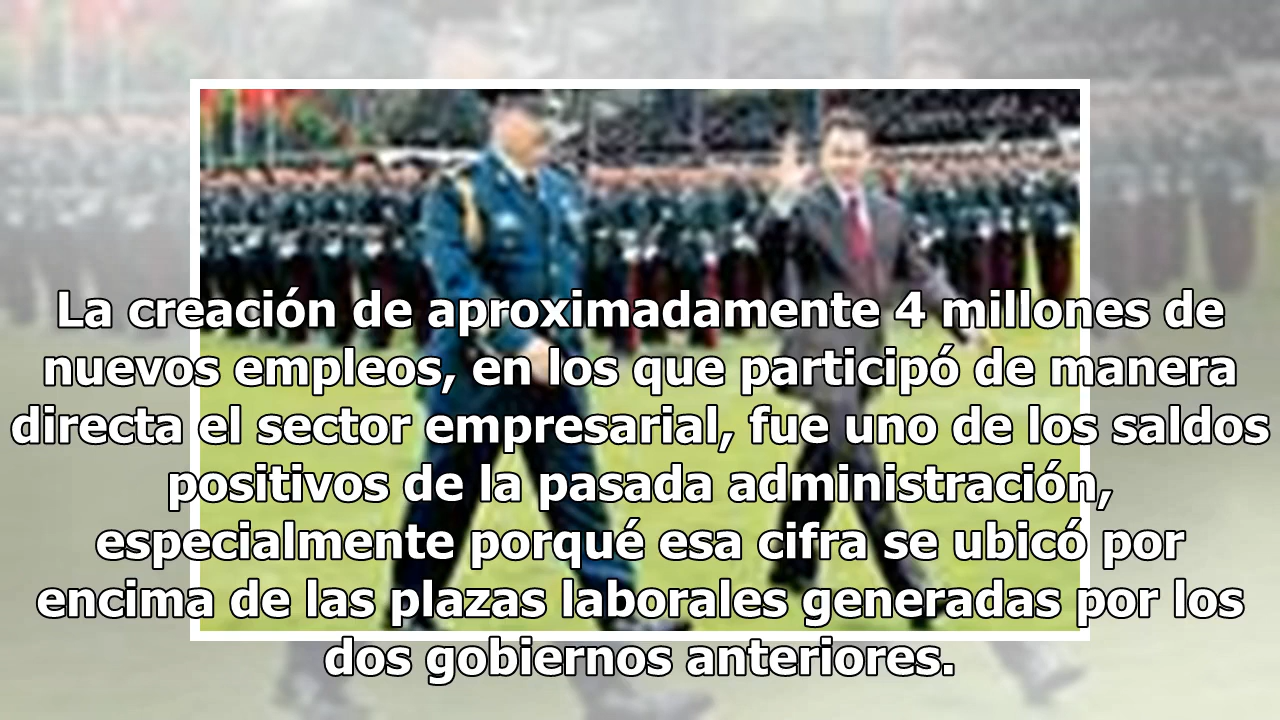 La creación de aproximadamente 4 millones de
nuevos empleos, en los que participó de manera
directa el sector empresarial, fue uno de los saldos
positivos de la pasada administración,
especialmente porqué esa cifra se ubicó por
encima de las plazas laborales generadas por los
dos gobiernos anteriores.